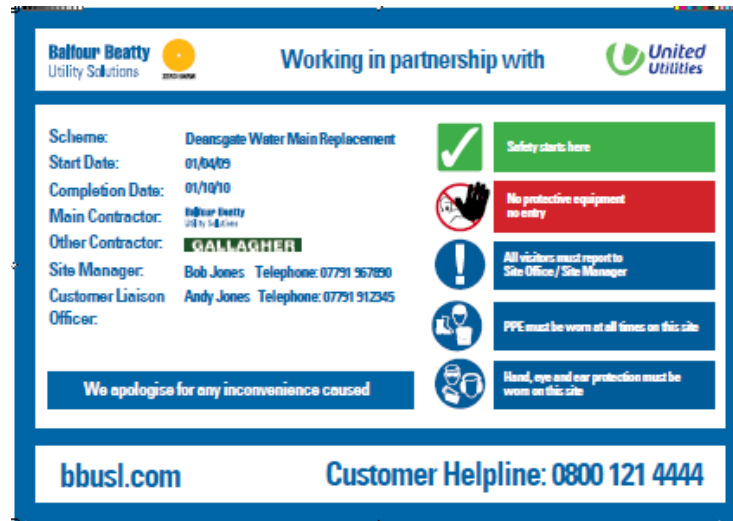 Balfour Beatty
Utility Solutions
ZERO HARM
Working in partnership with
United
Utilities
Scheme: Deansgate Water Main Replacement
Start Date: 01/04/09
Completion Date: 01/10/10
Main Contractor: Balfour Beatty
Utility Solutions
Other Contractor: GALLAGHER
Site Manager: Bob Jones Telephone: 07791 967890
Customer Liaison Andy Jones Telephone: 07791 912345
Officer:
We apologise for any inconvenience caused
Safety starts here
No protective equipment
no entry
All visitors must report to
Site Office / Site Manager
PPE must be worn at all times on this site
Hand, eye and ear protection must be
worn on this site
bbusl.com
Customer Helpline: 0800 121 4444